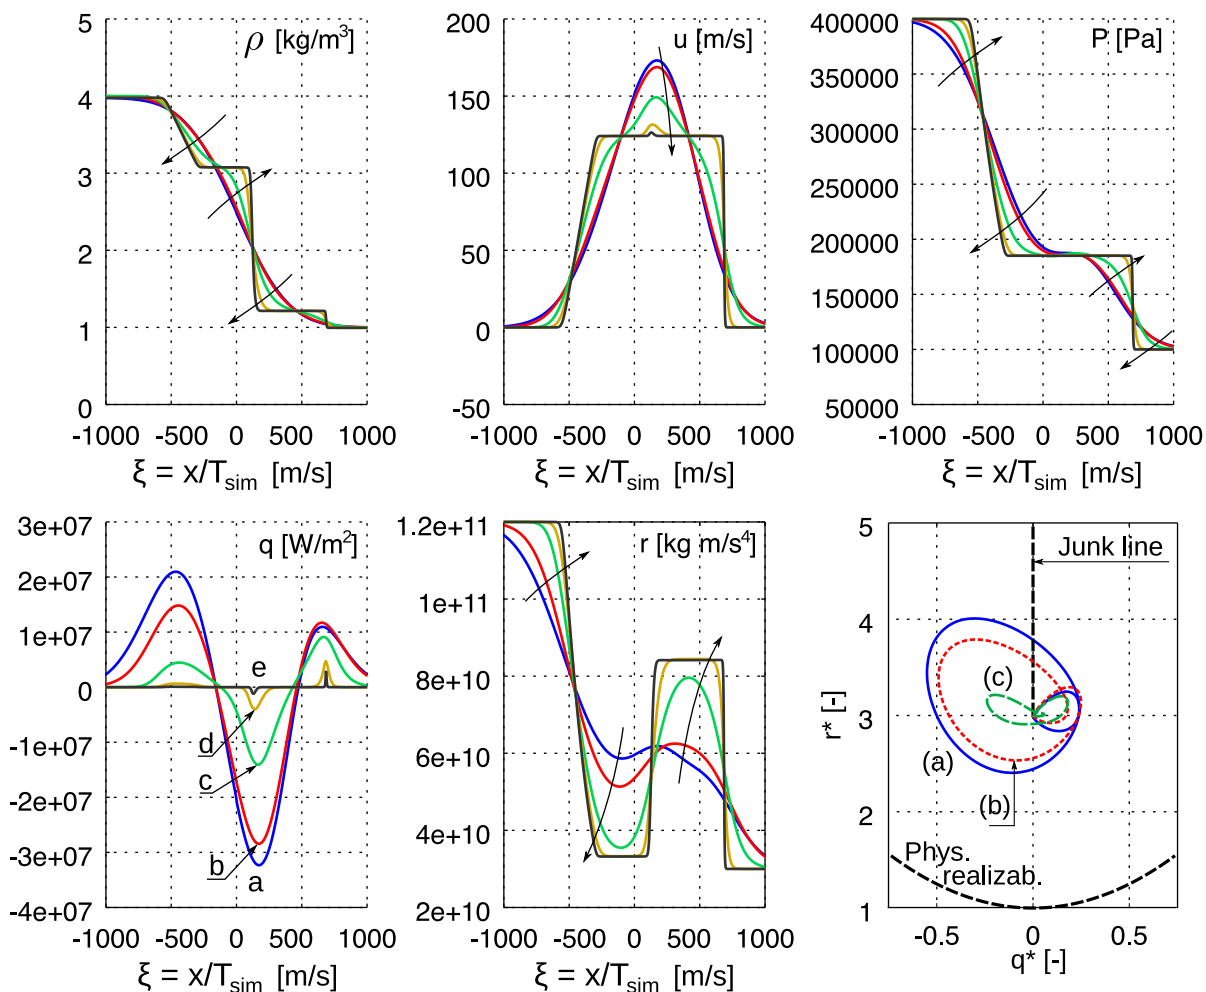 5
4
3
2
1
0
ρ [kg/m³]
-1000 -500 0 500 1000
ξ = x/T_sim [m/s]
200
150
100
50
0
-50
u [m/s]
-1000 -500 0 500 1000
ξ = x/T_sim [m/s]
400000
350000
300000
250000
200000
150000
100000
50000
P [Pa]
-1000 -500 0 500 1000
ξ = x/T_sim [m/s]
3e+07
2e+07
1e+07
0
-1e+07
-2e+07
-3e+07
-4e+07
q [W/m²]
e
d
c
b
a
-1000 -500 0 500 1000
ξ = x/T_sim [m/s]
1.2e+11
1e+11
8e+10
6e+10
4e+10
2e+10
r [kg m/s⁴]
-1000 -500 0 500 1000
ξ = x/T_sim [m/s]
5
4
3
2
1
r* [-]
Junk line
(c)
(a)
(b)
Phys.
realizab.
-0.5 0 0.5
q* [-]